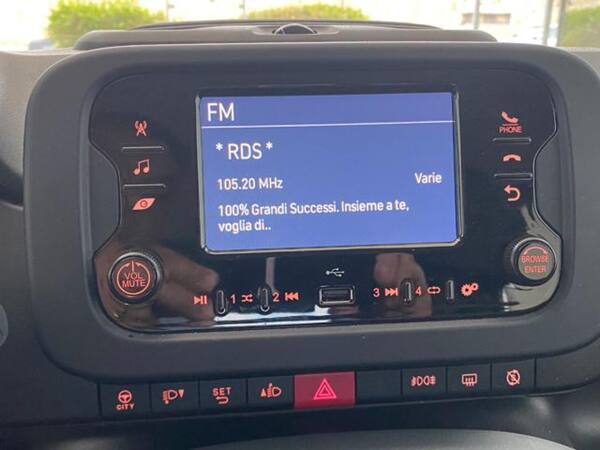 FM
* RDS *
105.20 MHz
Varie
100% Grandi Successi. Insieme a te,
voglia di..
PHONE
VOL
MUTE
BROWSE
ENTER
1
2
3
4
CITY
SET